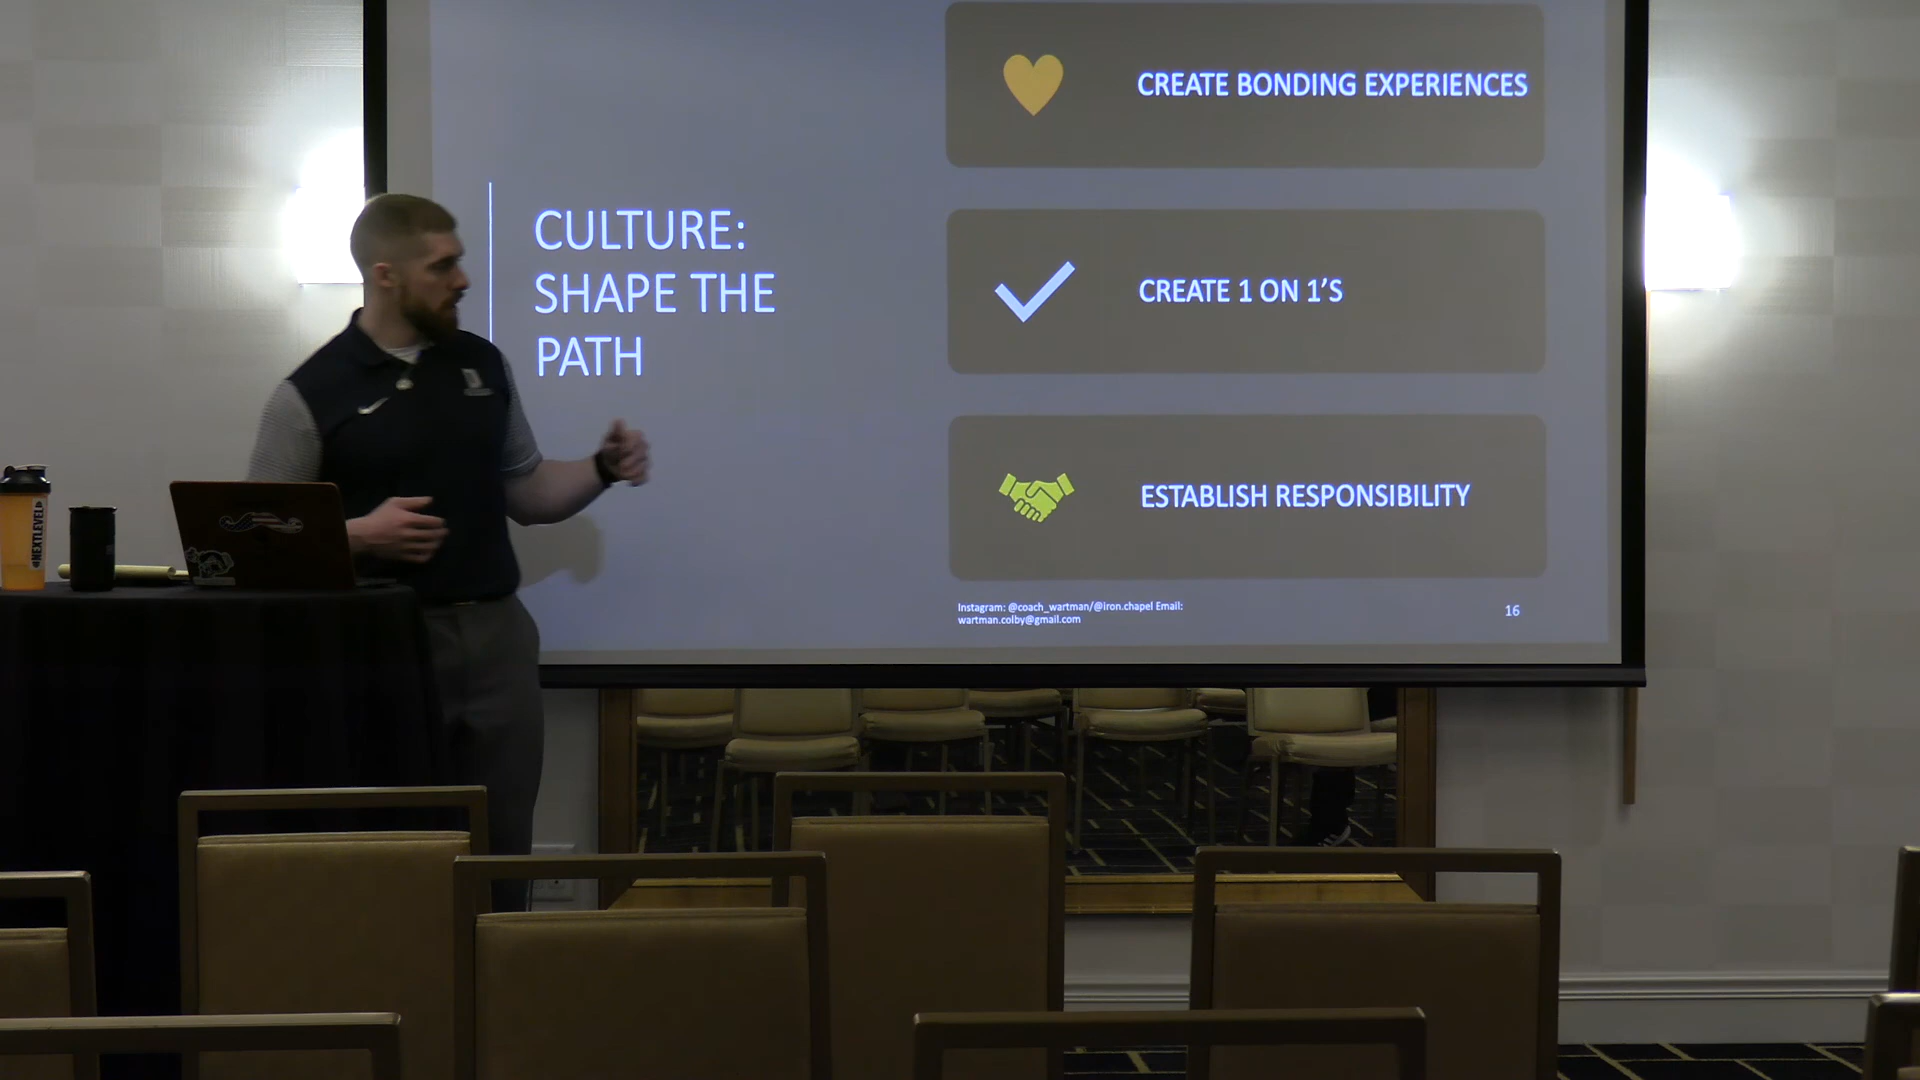 CREATE BONDING EXPERIENCES
CULTURE:
SHAPE THE
PATH
CREATE 1 ON 1'S
ESTABLISH RESPONSIBILITY
Instagram: @coach_wartman/@iron.chapel Email:
wartman.colby@gmail.com
16
NEXTLEVEL